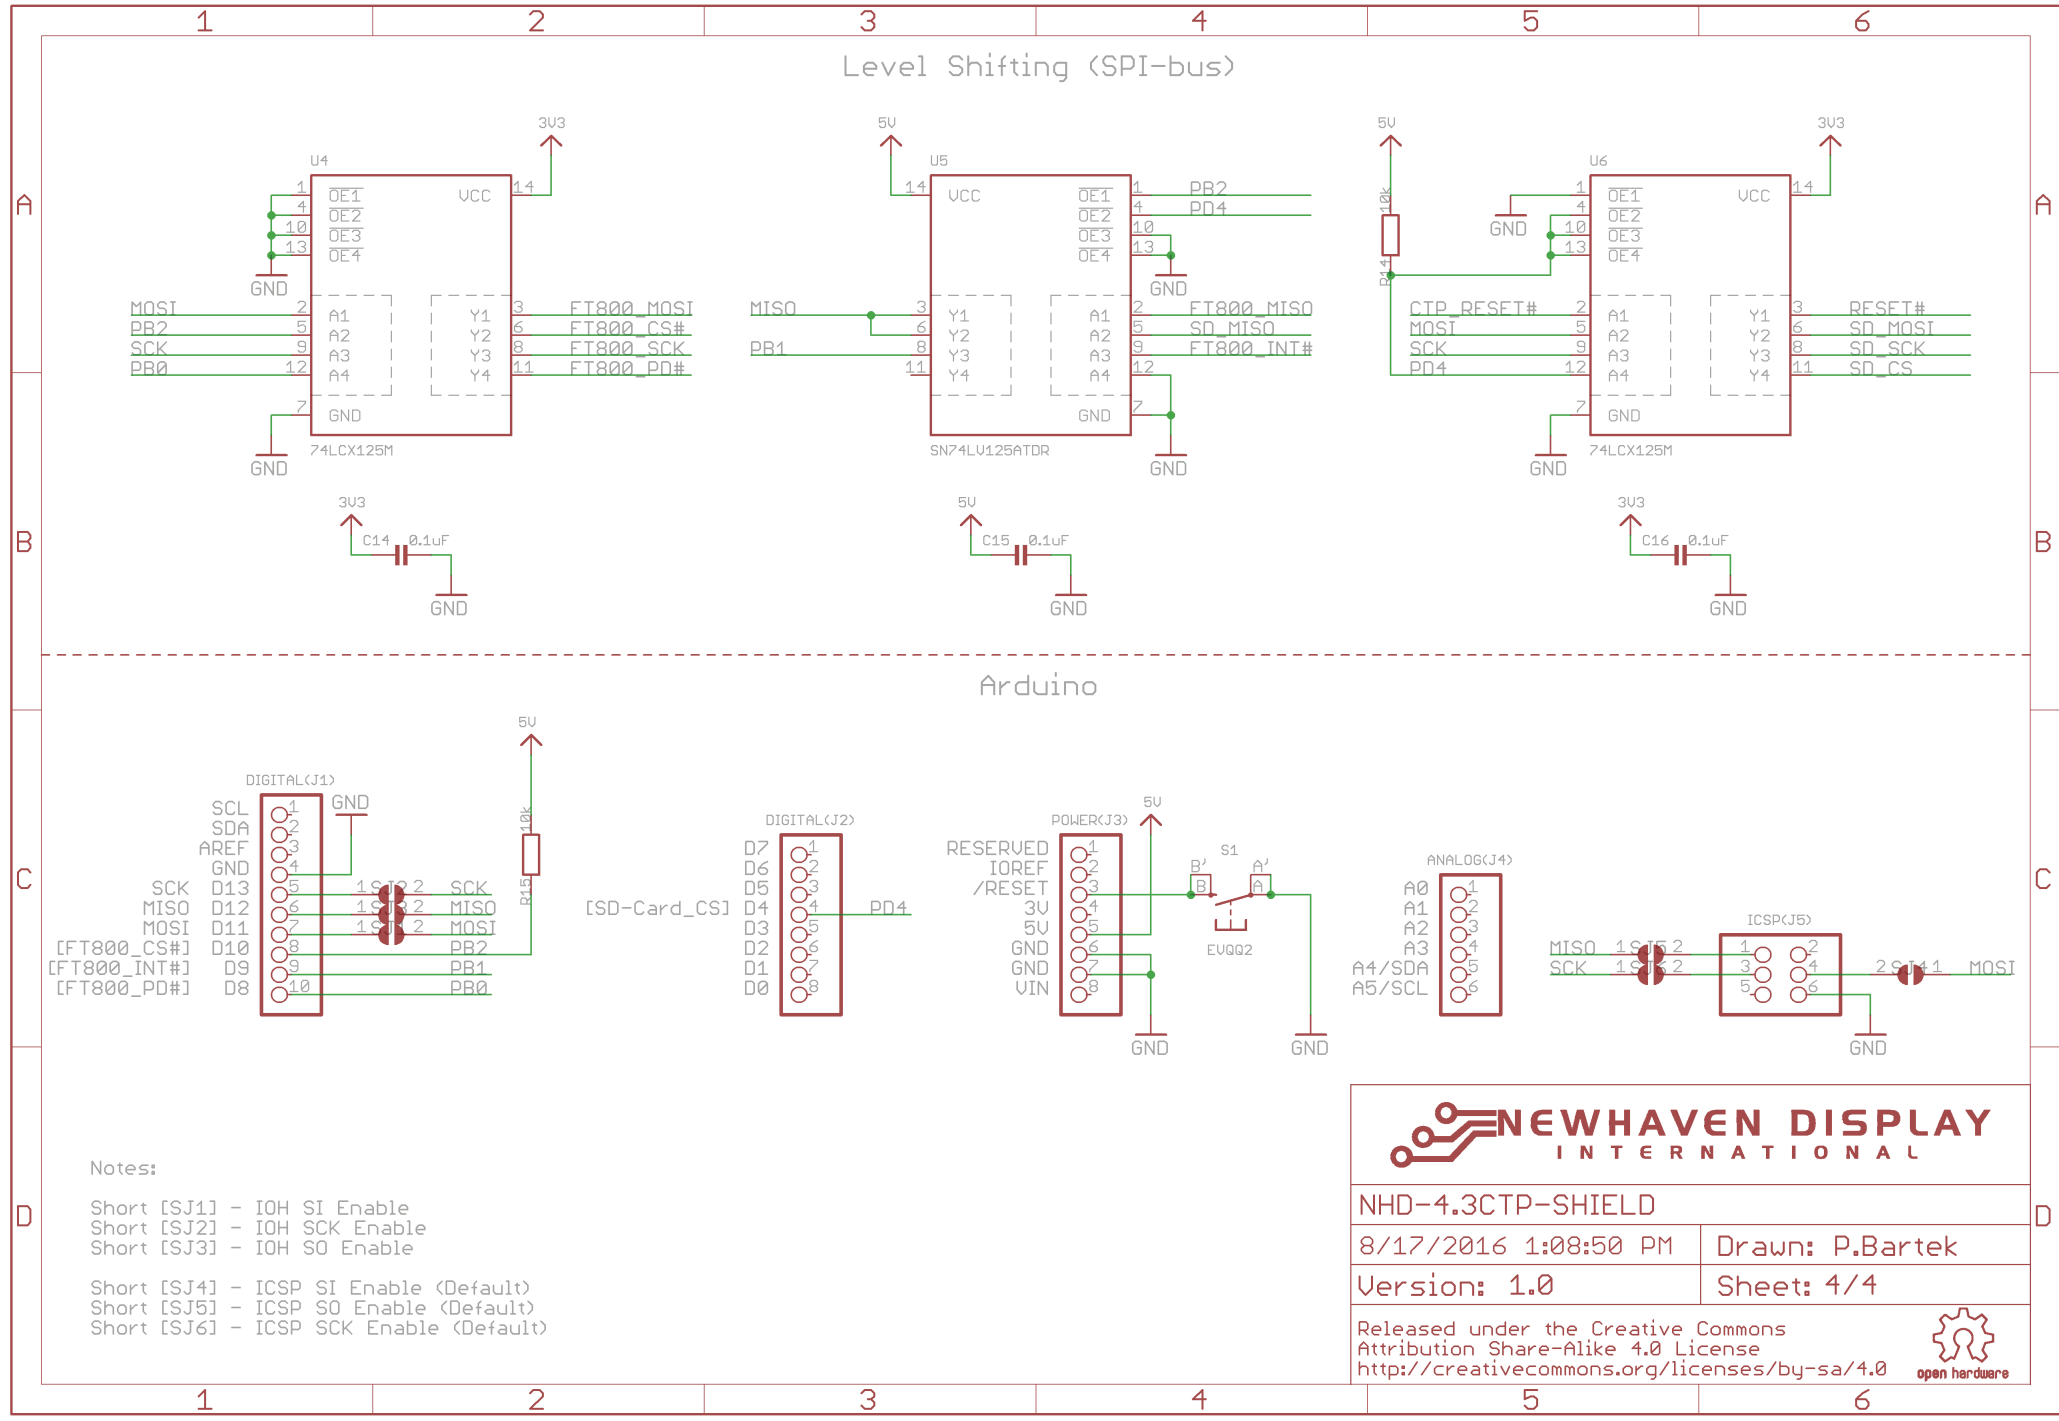 1 2 3 4 5 6
Level Shifting (SPI-bus)
A
A
3V3
U4
1 OE1 VCC 14
4 OE2
10 OE3
13 OE4
GND
MOSI 2 A1 Y1 3 FT800_MOSI
PB2 5 A2 Y2 6 FT800_CS#
SCK 9 A3 Y3 8 FT800_SCK
PB0 12 A4 Y4 11 FT800_PD#
7 GND
74LCX125M
GND
5V
U5
14 VCC OE1 1 PB2
OE2 4 PD4
OE3 10
OE4 13
GND
MISO 3 Y1 A1 2 FT800_MISO
6 Y2 A2 5 SD_MISO
PB1 8 Y3 A3 9 FT800_INT#
11 Y4 A4 12
GND 7
SN74LV125ATDR
GND
5V
3V3
10k
R14
U6
1 OE1 VCC 14
GND
4 OE2
10 OE3
13 OE4
CTP_RESET# 2 A1 Y1 3 RESET#
MOSI 5 A2 Y2 6 SD_MOSI
SCK 9 A3 Y3 8 SD_SCK
PD4 12 A4 Y4 11 SD_CS
7 GND
74LCX125M
GND
B
B
3V3
C14 0.1uF
GND
5V
C15 0.1uF
GND
3V3
C16 0.1uF
GND
Arduino
C
C
5V
10k
R15
DIGITAL(J1)
GND
SCL 1
SDA 2
AREF 3
GND 4
SCK D13 5 1 SJ2 2 SCK
MISO D12 6 1 SJ3 2 MISO
MOSI D11 7 1 SJ1 2 MOSI
[FT800_CS#] D10 8 PB2
[FT800_INT#] D9 9 PB1
[FT800_PD#] D8 10 PB0
DIGITAL(J2)
D7 1
D6 2
D5 3
[SD-Card_CS] D4 4 PD4
D3 5
D2 6
D1 7
D0 8
5V
POWER(J3)
RESERVED 1
IOREF 2
/RESET 3
3V 4
5V 5
GND 6
GND 7
VIN 8
GND
S1
B' A'
B A
EVQQ2
GND
ANALOG(J4)
A0 1
A1 2
A2 3
A3 4
A4/SDA 5
A5/SCL 6
ICSP(J5)
MISO 1 SJ5 2 1 2
SCK 1 SJ6 2 3 4 2 SJ4 1 MOSI
5 6
GND
D
D
Notes:
Short [SJ1] - IOH SI Enable
Short [SJ2] - IOH SCK Enable
Short [SJ3] - IOH SO Enable
Short [SJ4] - ICSP SI Enable (Default)
Short [SJ5] - ICSP SO Enable (Default)
Short [SJ6] - ICSP SCK Enable (Default)
NEWHAVEN DISPLAY
INTERNATIONAL
NHD-4.3CTP-SHIELD
8/17/2016 1:08:50 PM Drawn: P.Bartek
Version: 1.0 Sheet: 4/4
Released under the Creative Commons
Attribution Share-Alike 4.0 License
http://creativecommons.org/licenses/by-sa/4.0
open hardware
1 2 3 4 5 6